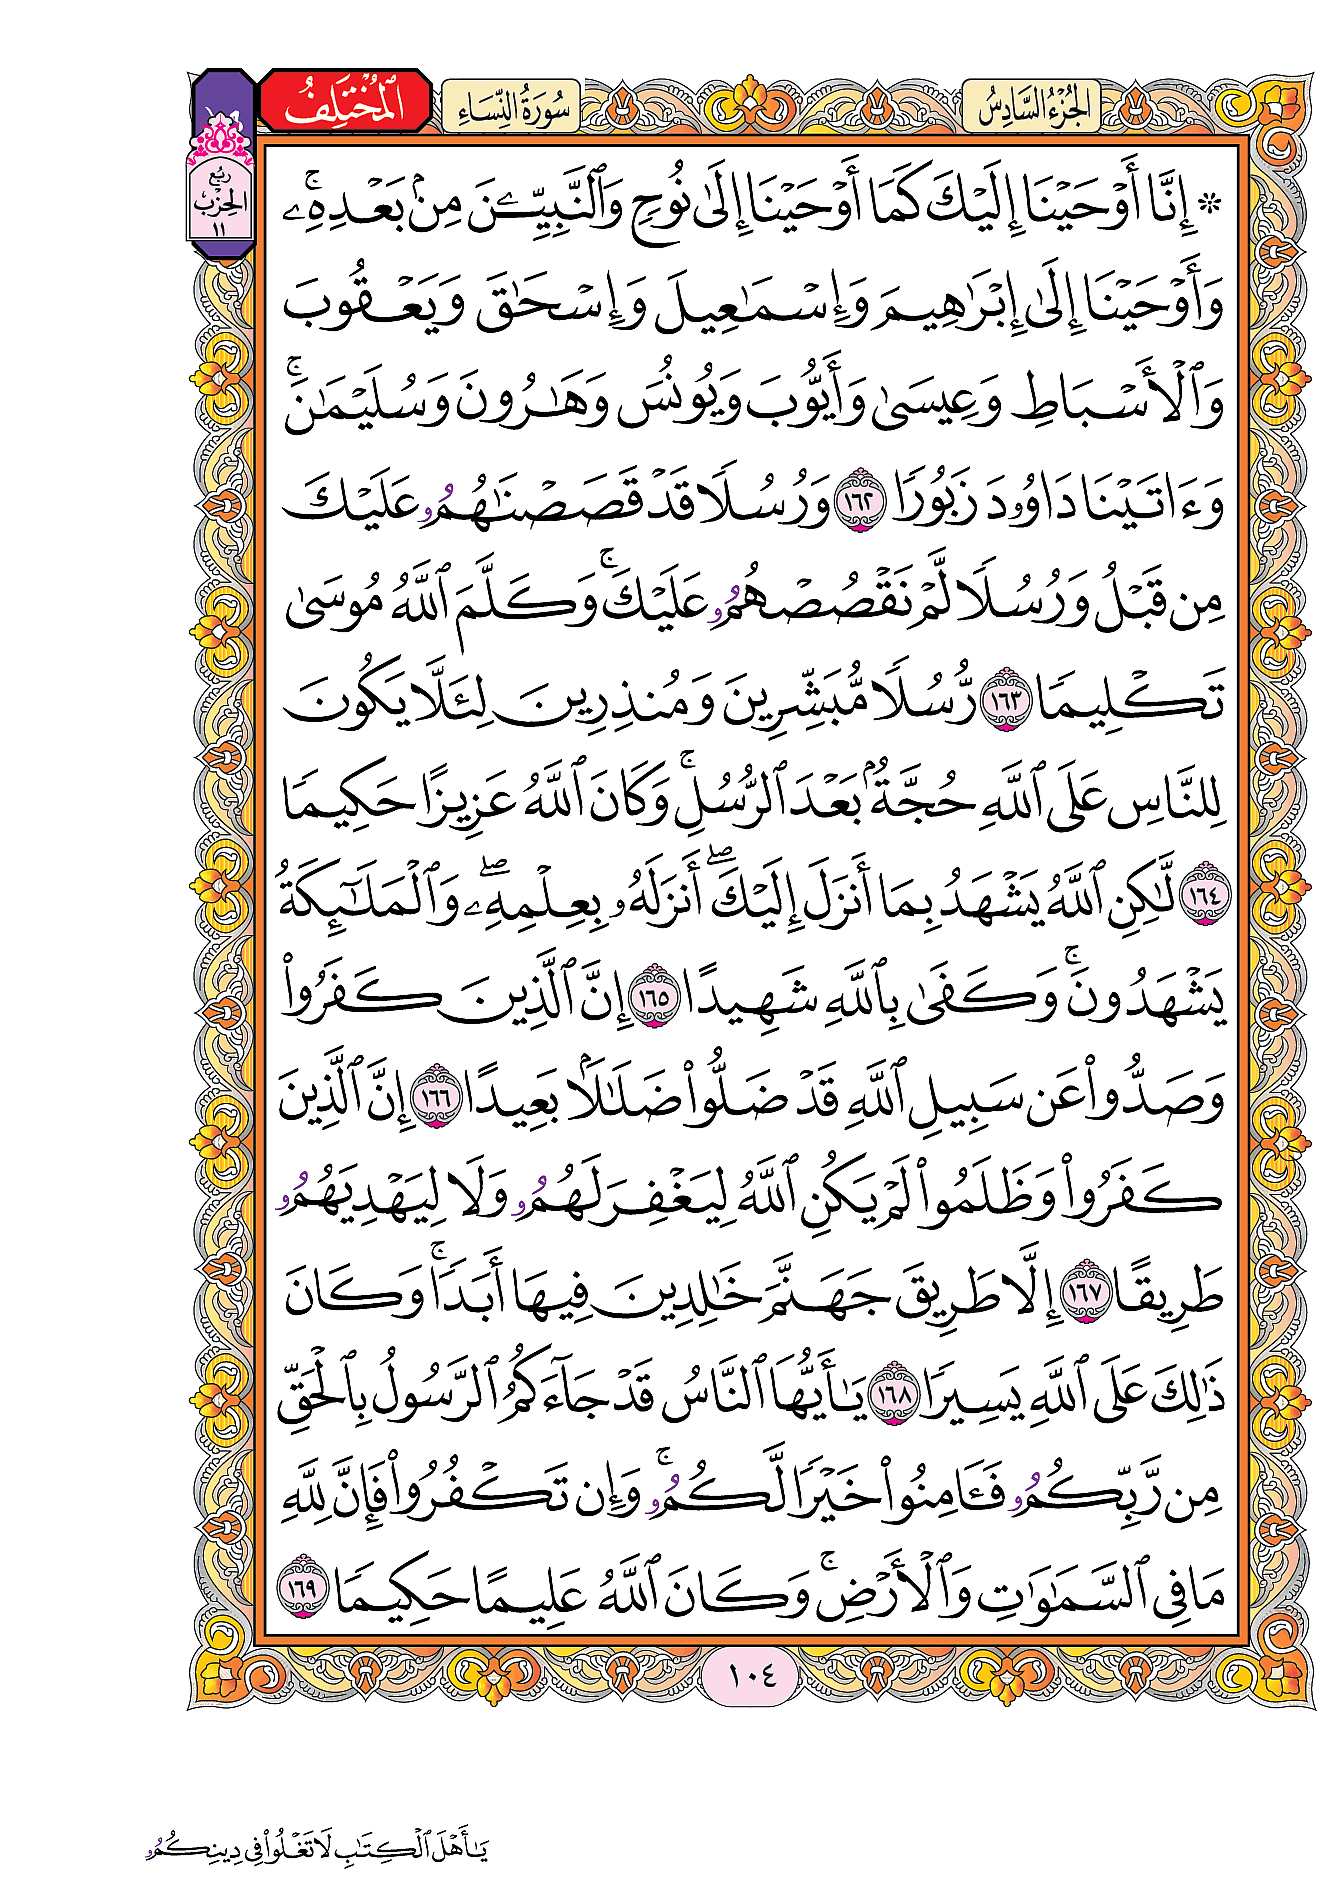 الجُزْءُ السَّادِسُ
سُورَةُ النِّسَاءِ
المُخْتَلِفُ
رُبُع
الحِزْب
١١
۞ إِنَّا أَوْحَيْنَا إِلَيْكَ كَمَا أَوْحَيْنَا إِلَىٰ نُوحٖ وَٱلنَّبِيِّـۧنَ مِنۢ بَعْدِهِۦۚ
وَأَوْحَيْنَا إِلَىٰ إِبْرَٰهِيمَ وَإِسْمَٰعِيلَ وَإِسْحَٰقَ وَيَعْقُوبَ
وَٱلْأَسْبَاطِ وَعِيسَىٰ وَأَيُّوبَ وَيُونُسَ وَهَٰرُونَ وَسُلَيْمَٰنَۚ
وَءَاتَيْنَا دَاوُۥدَ زَبُورٗا ١٦٢ وَرُسُلٗا قَدْ قَصَصْنَٰهُمُۥ عَلَيْكَ
مِن قَبْلُ وَرُسُلٗا لَّمْ نَقْصُصْهُمُۥ عَلَيْكَۚ وَكَلَّمَ ٱللَّهُ مُوسَىٰ
تَكْلِيمٗا ١٦٣ رُّسُلٗا مُّبَشِّرِينَ وَمُنذِرِينَ لِئَلَّا يَكُونَ
لِلنَّاسِ عَلَى ٱللَّهِ حُجَّةُۢ بَعْدَ ٱلرُّسُلِۚ وَكَانَ ٱللَّهُ عَزِيزًا حَكِيمٗا
١٦٤ لَّٰكِنِ ٱللَّهُ يَشْهَدُ بِمَا أَنزَلَ إِلَيْكَۖ أَنزَلَهُۥ بِعِلْمِهِۦۖ وَٱلْمَلَٰٓئِكَةُ
يَشْهَدُونَۚ وَكَفَىٰ بِٱللَّهِ شَهِيدًا ١٦٥ إِنَّ ٱلَّذِينَ كَفَرُوا۟
وَصَدُّوا۟ عَن سَبِيلِ ٱللَّهِ قَدْ ضَلُّوا۟ ضَلَٰلَۢا بَعِيدًا ١٦٦ إِنَّ ٱلَّذِينَ
كَفَرُوا۟ وَظَلَمُوا۟ لَمْ يَكُنِ ٱللَّهُ لِيَغْفِرَ لَهُمُۥ وَلَا لِيَهْدِيَهُمُۥ
طَرِيقًا ١٦٧ إِلَّا طَرِيقَ جَهَنَّمَ خَٰلِدِينَ فِيهَا أَبَدٗاۚ وَكَانَ
ذَٰلِكَ عَلَى ٱللَّهِ يَسِيرٗا ١٦٨ يَٰأَيُّهَا ٱلنَّاسُ قَدْ جَآءَكُمُ ٱلرَّسُولُ بِٱلْحَقِّ
مِن رَّبِّكُمُۥ فَـَٔامِنُوا۟ خَيْرٗا لَّكُمُۥۚ وَإِن تَكْفُرُوا۟ فَإِنَّ لِلَّهِ
مَا فِي ٱلسَّمَٰوَٰتِ وَٱلْأَرْضِۚ وَكَانَ ٱللَّهُ عَلِيمًا حَكِيمٗا ١٦٩
١٠٤
يَٰأَهْلَ ٱلْكِتَٰبِ لَا تَغْلُوا۟ فِي دِينِكُمُۥ